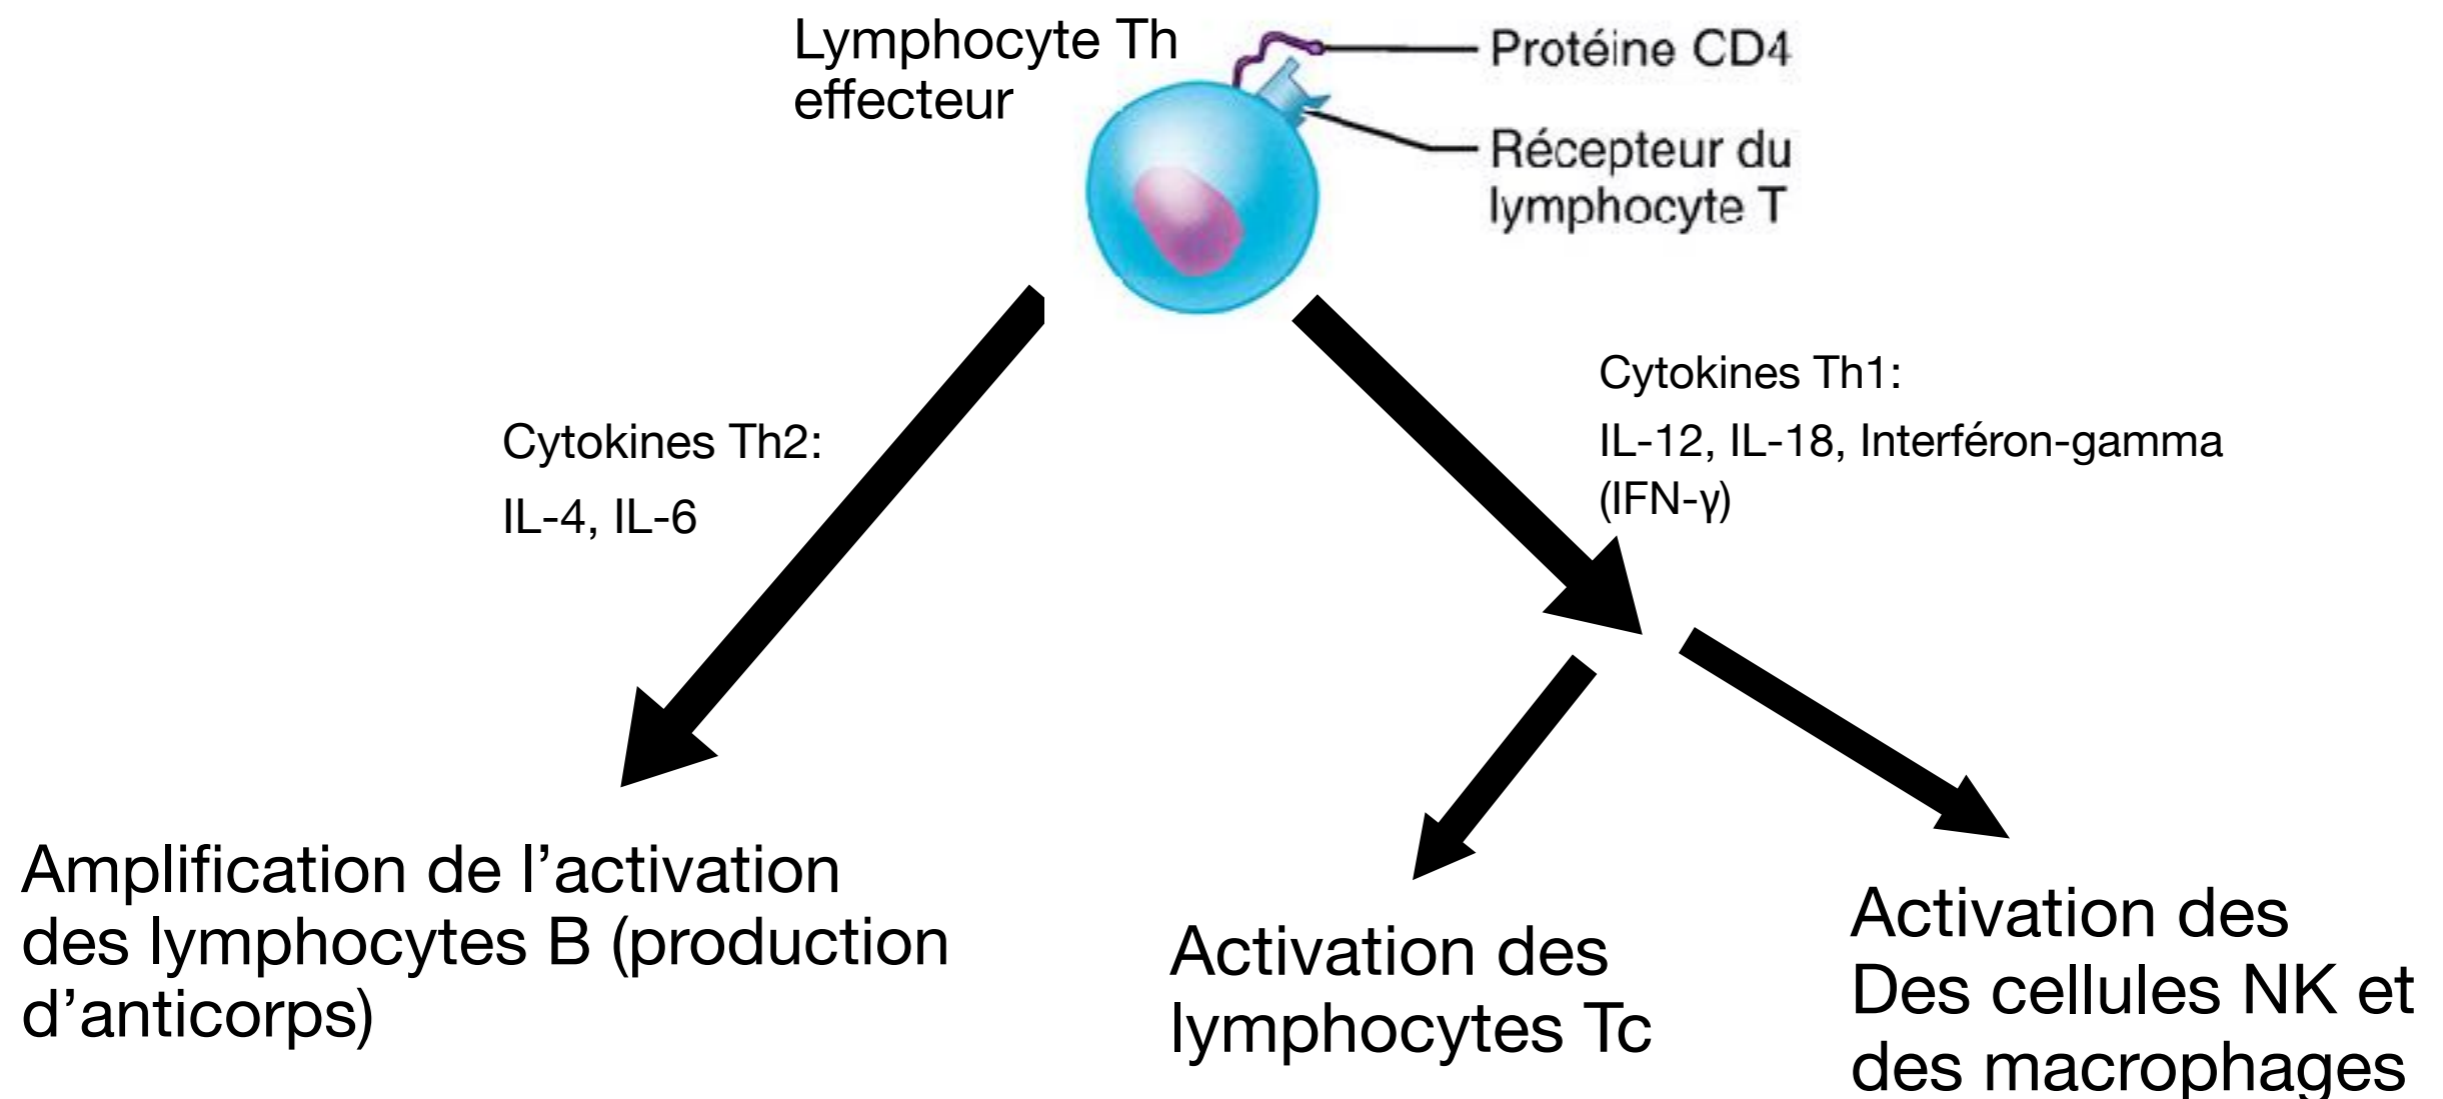 Lymphocyte Th
effecteur
Protéine CD4
Récepteur du
lymphocyte T
Cytokines Th2:
IL-4, IL-6
Cytokines Th1:
IL-12, IL-18, Interféron-gamma
(IFN-γ)
Amplification de l’activation
des lymphocytes B (production
d’anticorps)
Activation des
lymphocytes Tc
Activation des
Des cellules NK et
des macrophages